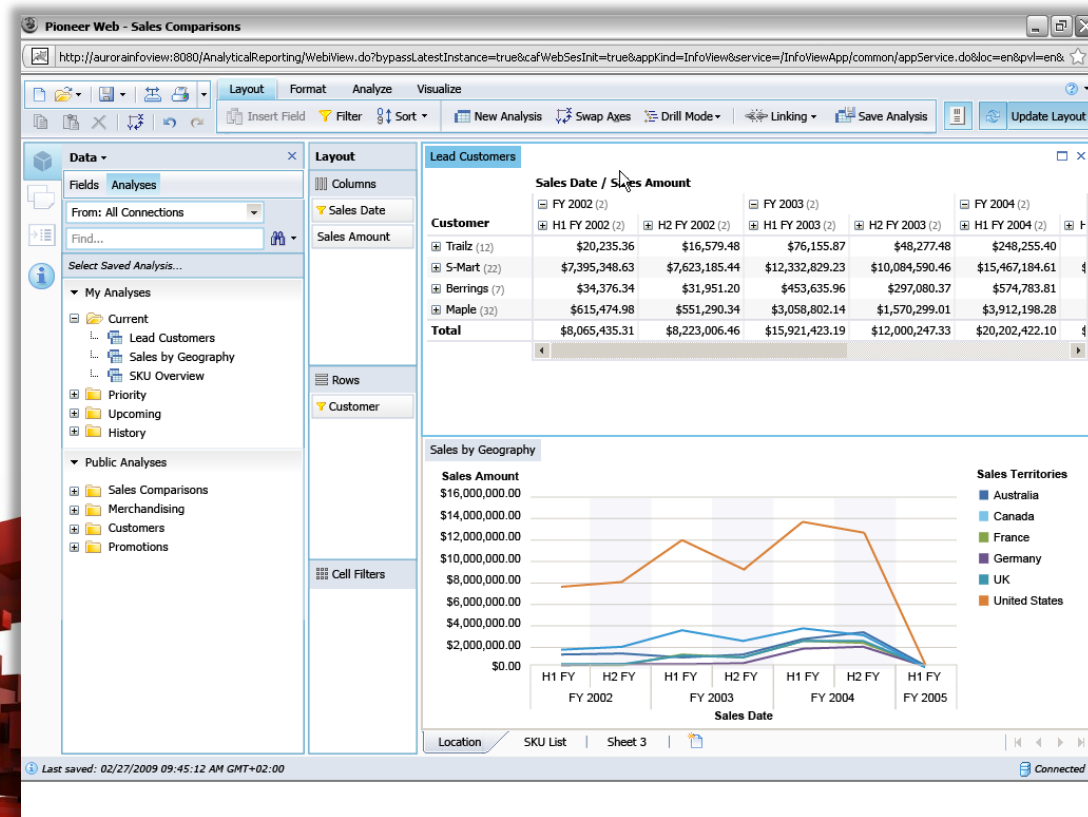 Pioneer Web - Sales Comparisons
http://aurorainfoview:8080/AnalyticalReporting/WebiView.do?bypassLatestInstance=true&cafWebSesInit=true&appKind=InfoView&service=/InfoViewApp/common/appService.do&loc=en&pvl=en&
Layout Format Analyze Visualize
Insert Field Filter Sort New Analysis Swap Axes Drill Mode Linking Save Analysis Update Layout
Data
Fields Analyses
From: All Connections
Find...
Select Saved Analysis...
My Analyses
Current
Lead Customers
Sales by Geography
SKU Overview
Priority
Upcoming
History
Public Analyses
Sales Comparisons
Merchandising
Customers
Promotions
Layout
Columns
Sales Date
Sales Amount
Rows
Customer
Cell Filters
Lead Customers
Sales Date / Sales Amount
FY 2002 (2) FY 2003 (2) FY 2004 (2)
Customer H1 FY 2002 (2) H2 FY 2002 (2) H1 FY 2003 (2) H2 FY 2003 (2) H1 FY 2004 (2)
Trailz (12) $20,235.36 $16,579.48 $76,155.87 $48,277.48 $248,255.40
S-Mart (22) $7,395,348.63 $7,623,185.44 $12,332,829.23 $10,084,590.46 $15,467,184.61
Berrings (7) $34,376.34 $31,951.20 $453,635.96 $297,080.37 $574,783.81
Maple (32) $615,474.98 $551,290.34 $3,058,802.14 $1,570,299.01 $3,912,198.28
Total $8,065,435.31 $8,223,006.46 $15,921,423.19 $12,000,247.33 $20,202,422.10
Sales by Geography
Sales Amount
$16,000,000.00
$14,000,000.00
$12,000,000.00
$10,000,000.00
$8,000,000.00
$6,000,000.00
$4,000,000.00
$2,000,000.00
$0.00
H1 FY H2 FY H1 FY H2 FY H1 FY H2 FY H1 FY
FY 2002 FY 2003 FY 2004 FY 2005
Sales Date
Sales Territories
Australia
Canada
France
Germany
UK
United States
Location SKU List | Sheet 3 |
Last saved: 02/27/2009 09:45:12 AM GMT+02:00
Connected